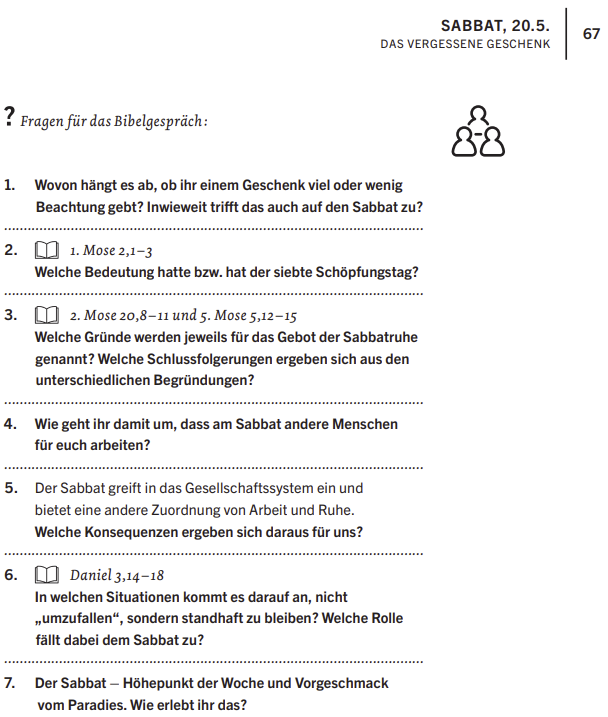 SABBAT, 20.5.
DAS VERGESSENE GESCHENK
67
? Fragen für das Bibelgespräch:
1. Wovon hängt es ab, ob ihr einem Geschenk viel oder wenig
Beachtung gebt? Inwieweit trifft das auch auf den Sabbat zu?
2. 1. Mose 2,1–3
Welche Bedeutung hatte bzw. hat der siebte Schöpfungstag?
3. 2. Mose 20,8–11 und 5. Mose 5,12–15
Welche Gründe werden jeweils für das Gebot der Sabbatruhe
genannt? Welche Schlussfolgerungen ergeben sich aus den
unterschiedlichen Begründungen?
4. Wie geht ihr damit um, dass am Sabbat andere Menschen
für euch arbeiten?
5. Der Sabbat greift in das Gesellschaftssystem ein und
bietet eine andere Zuordnung von Arbeit und Ruhe.
Welche Konsequenzen ergeben sich daraus für uns?
6. Daniel 3,14–18
In welchen Situationen kommt es darauf an, nicht
„umzufallen“, sondern standhaft zu bleiben? Welche Rolle
fällt dabei dem Sabbat zu?
7. Der Sabbat – Höhepunkt der Woche und Vorgeschmack
vom Paradies. Wie erlebt ihr das?